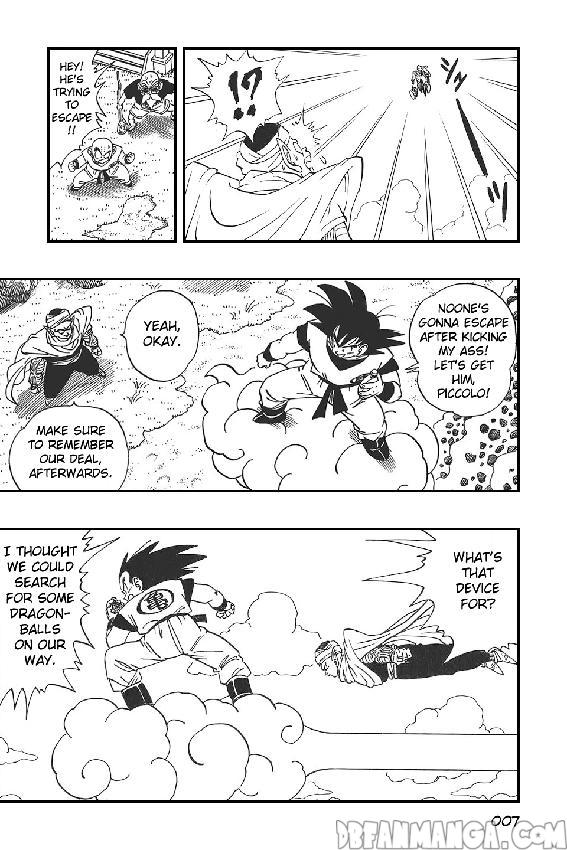 !?
HEY!
HE'S
TRYING
TO
ESCAPE
!!
NOONE'S
GONNA ESCAPE
AFTER KICKING
MY ASS!
LET'S GET
HIM,
PICCOLO!
YEAH,
OKAY.
MAKE SURE
TO REMEMBER
OUR DEAL,
AFTERWARDS.
WHAT'S
THAT
DEVICE
FOR?
I THOUGHT
WE COULD
SEARCH
FOR SOME
DRAGON-
BALLS
ON OUR
WAY.
007
DBFANMANGA.COM